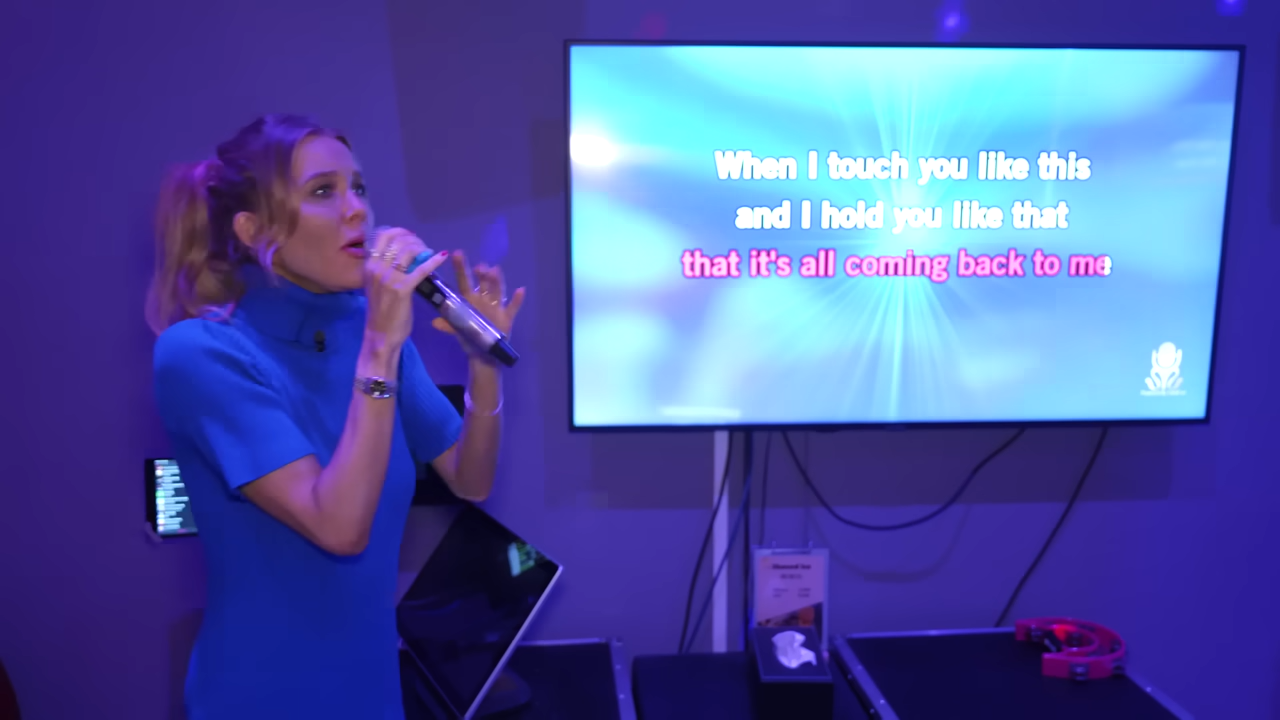 When I touch you like this
and I hold you like that
that it's all coming back to me